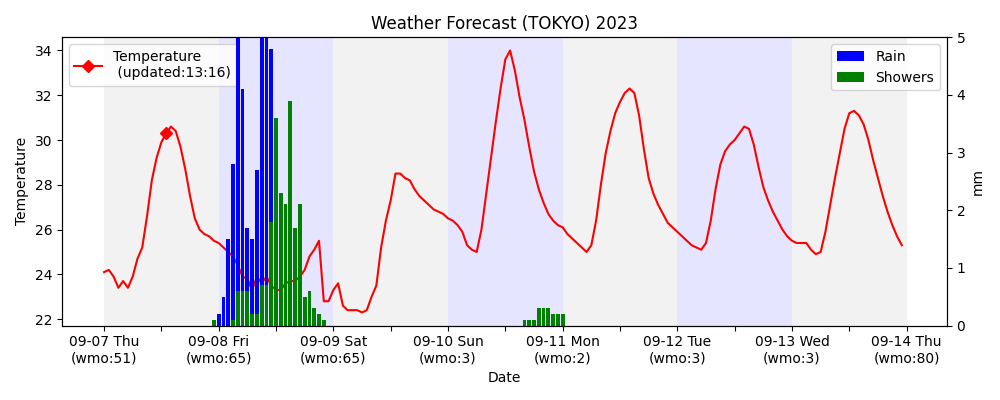 Weather Forecast (TOKYO) 2023
Temperature
(updated:13:16)
Rain
Showers
34
32
30
28
26
24
22
Temperature
5
4
3
2
1
0
mm
09-07 Thu
(wmo:51)
09-08 Fri
(wmo:65)
09-09 Sat
(wmo:65)
09-10 Sun
(wmo:3)
09-11 Mon
(wmo:2)
09-12 Tue
(wmo:3)
09-13 Wed
(wmo:3)
09-14 Thu
(wmo:80)
Date